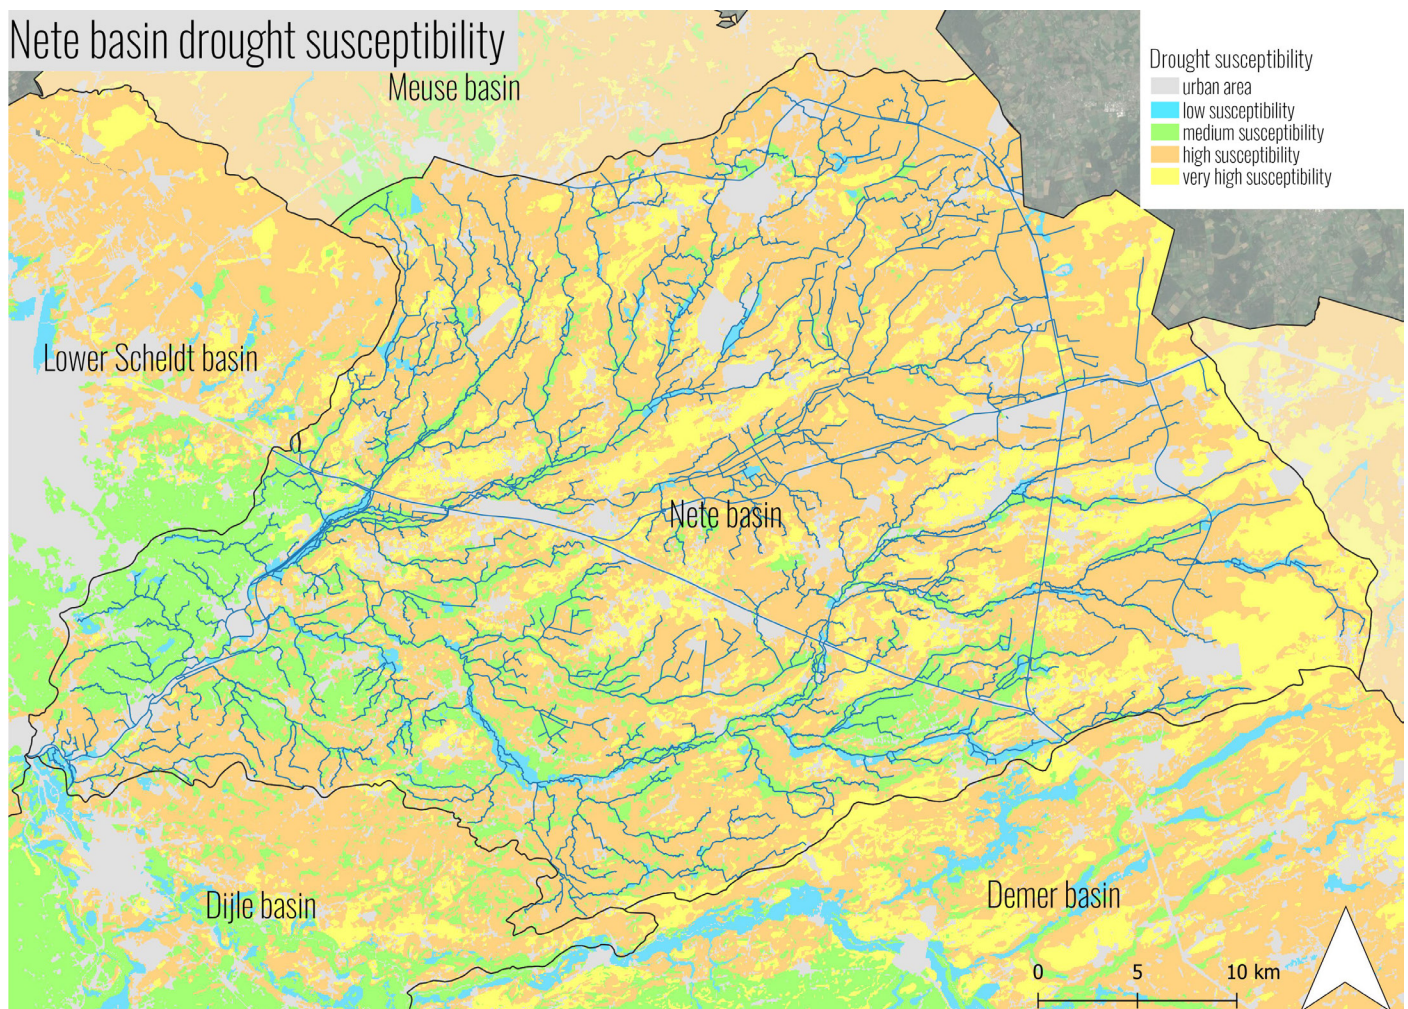 Nete basin drought susceptibility
Meuse basin
Drought susceptibility
urban area
low susceptibility
medium susceptibility
high susceptibility
very high susceptibility
Lower Scheldt basin
Nete basin
Dijle basin
Demer basin
0 5 10 km